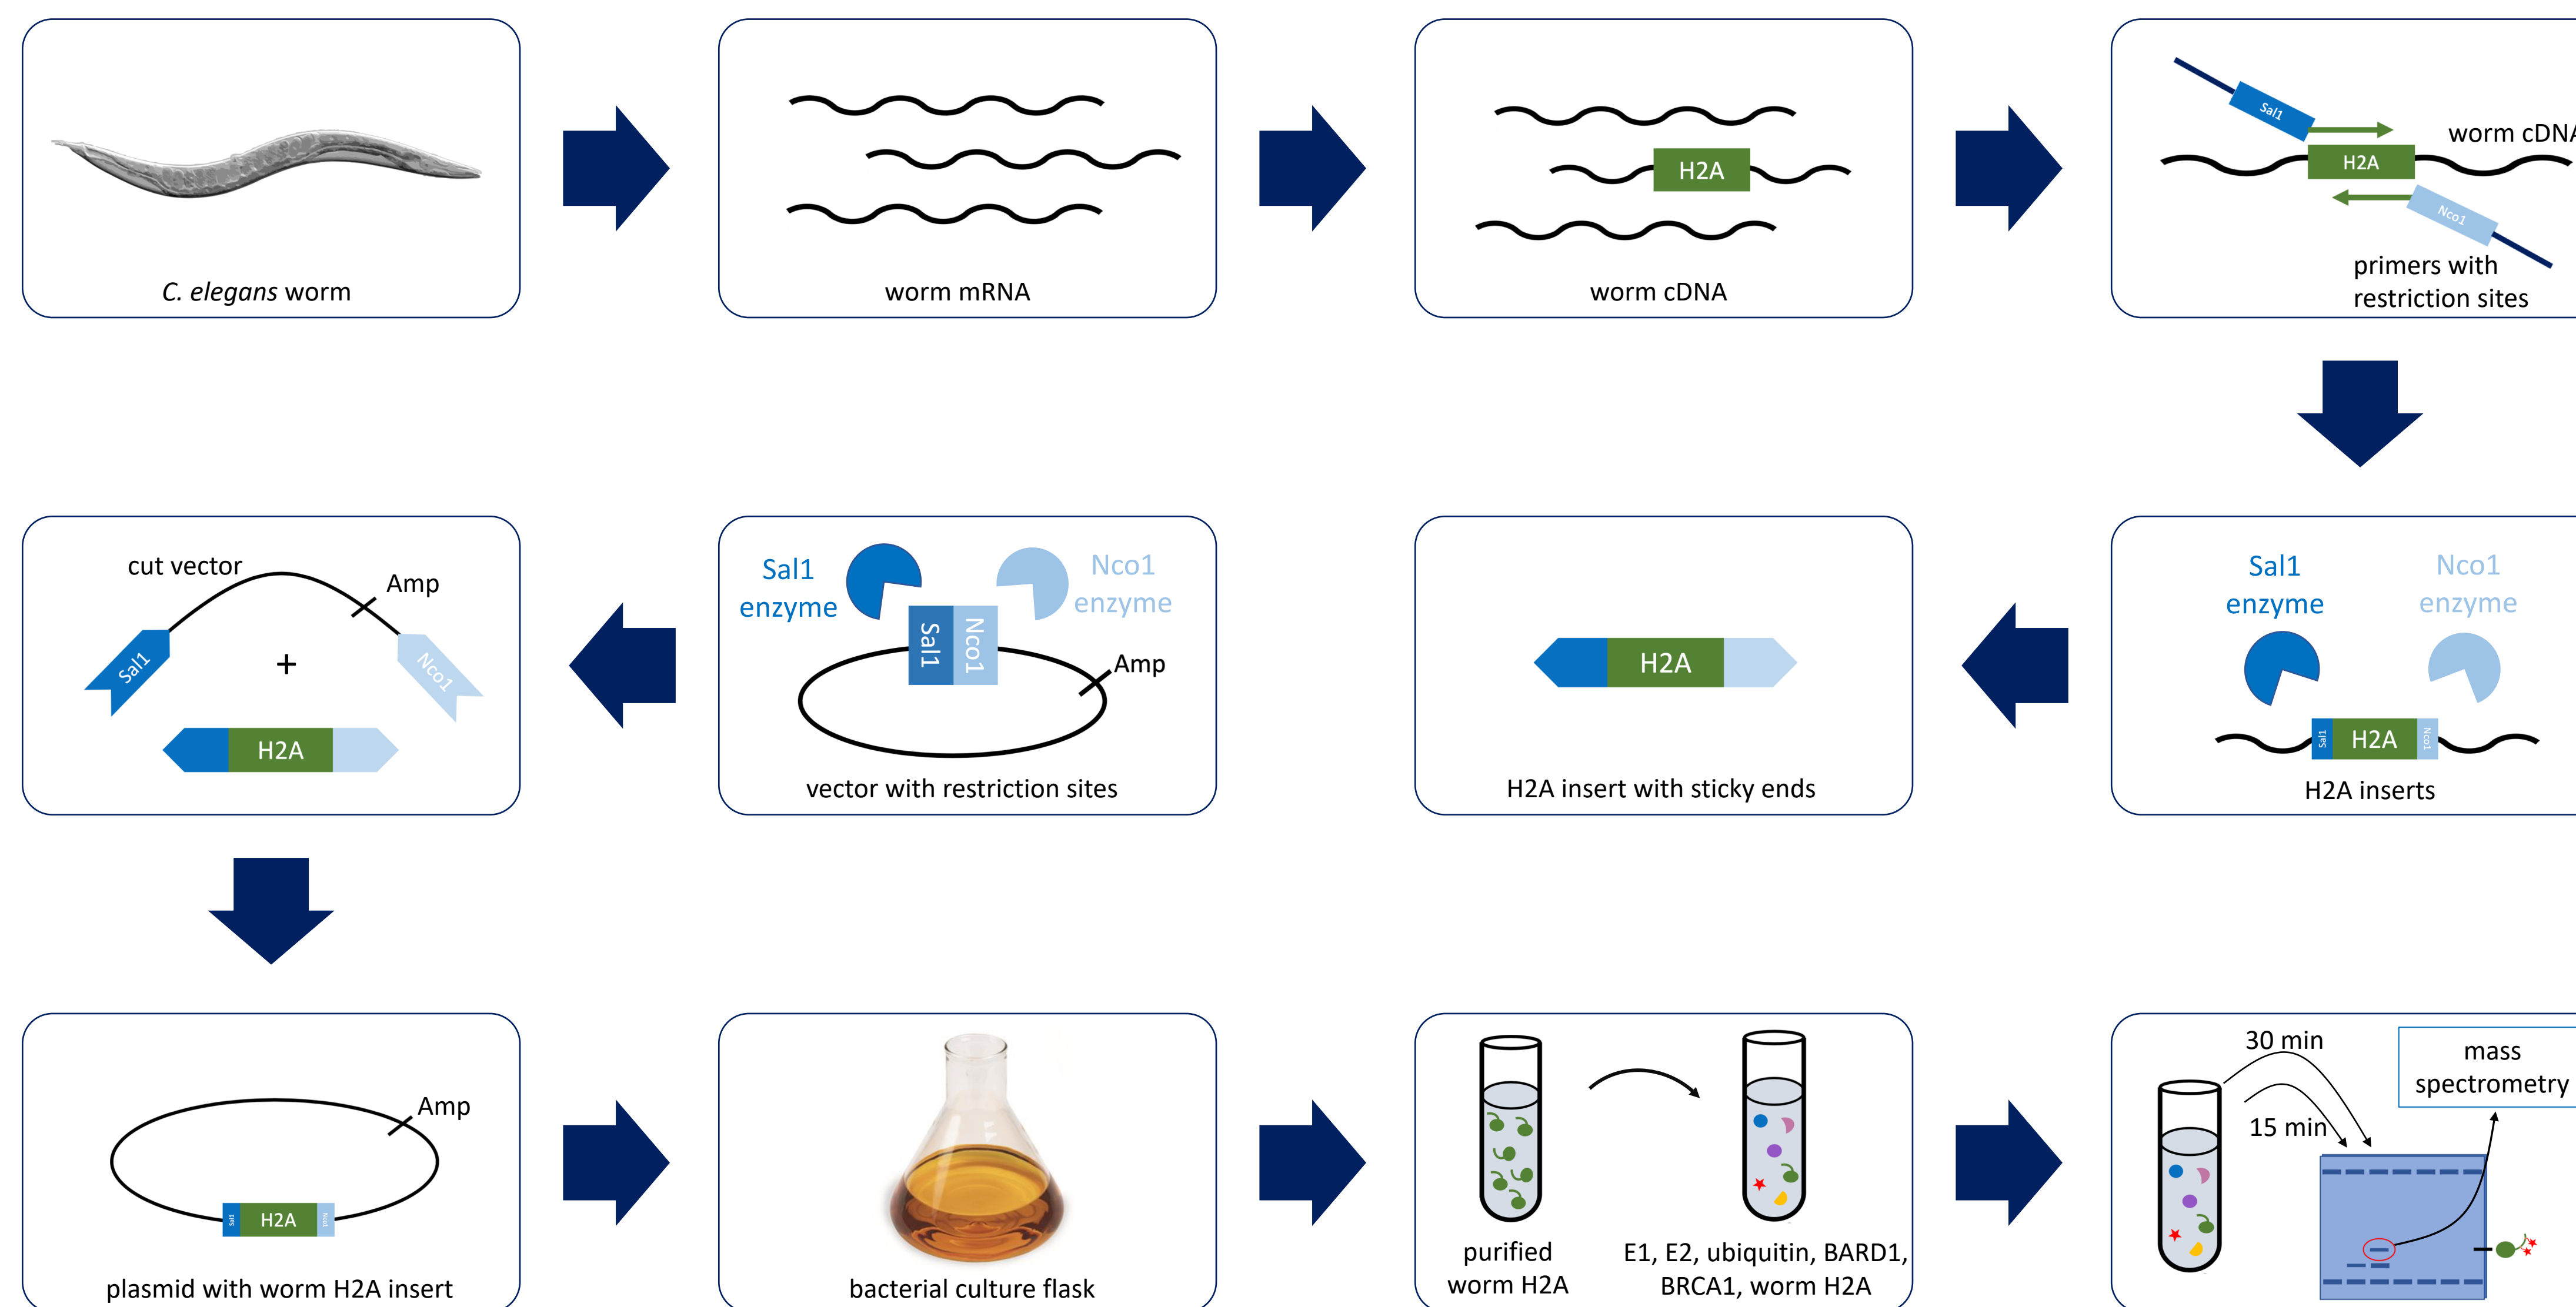 C. elegans worm
worm mRNA
H2A
worm cDNA
Sal1
worm cDNA
H2A
Nco1
primers with
restriction sites
cut vector
Amp
Sal1
+
Nco1
H2A
Sal1
enzyme
Nco1
enzyme
Sal1
Nco1
Amp
vector with restriction sites
H2A
H2A insert with sticky ends
Sal1
enzyme
Nco1
enzyme
Sal1
H2A
Nco1
H2A inserts
Amp
Sal1
H2A
Nco1
plasmid with worm H2A insert
bacterial culture flask
purified
worm H2A
E1, E2, ubiquitin, BARD1,
BRCA1, worm H2A
30 min
15 min
mass
spectrometry